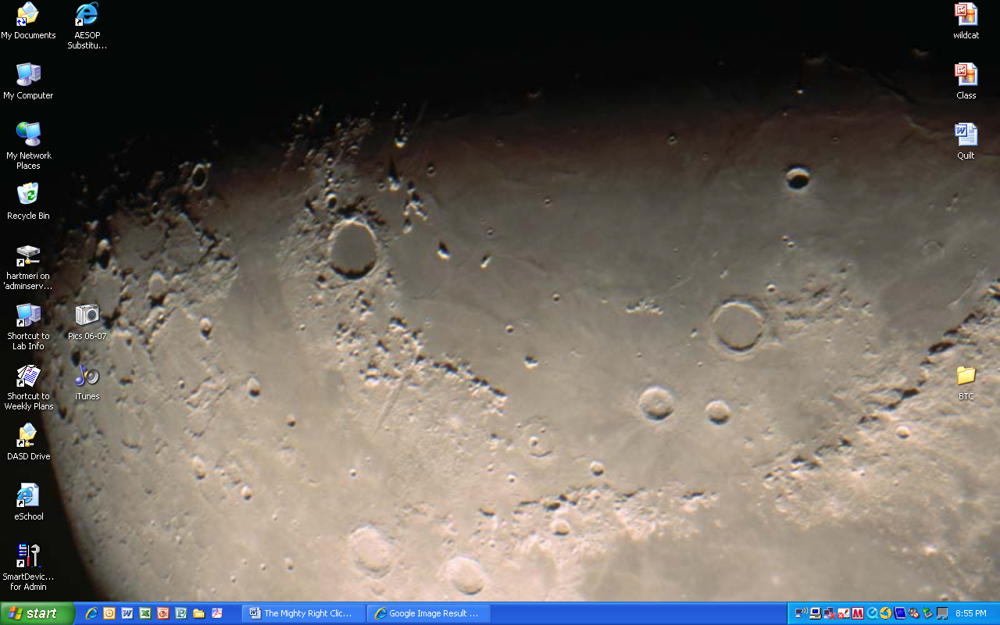 My Documents
AESOP
Substitu...
wildcat
My Computer
Class
My Network
Places
Quilt
Recycle Bin
hartmeri on
'adminserv...
Shortcut to
Lab Info
Pics 06-07
Shortcut to
Weekly Plans
iTunes
BTC
DASD Drive
eSchool
SmartDevic...
for Admin
start
The Mighty Right Clic...
Google Image Result ...
8:55 PM